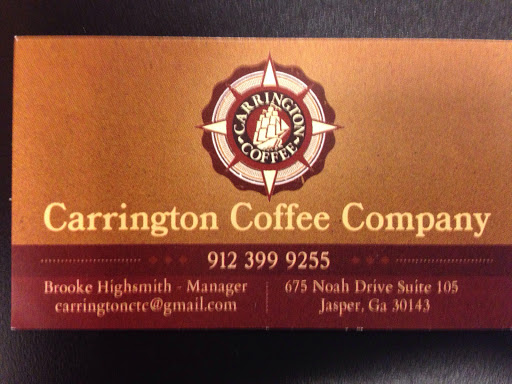 CARRINGTON
COFFEE
Carrington Coffee Company
912 399 9255
Brooke Highsmith - Manager
carringtonctc@gmail.com
675 Noah Drive Suite 105
Jasper, Ga 30143